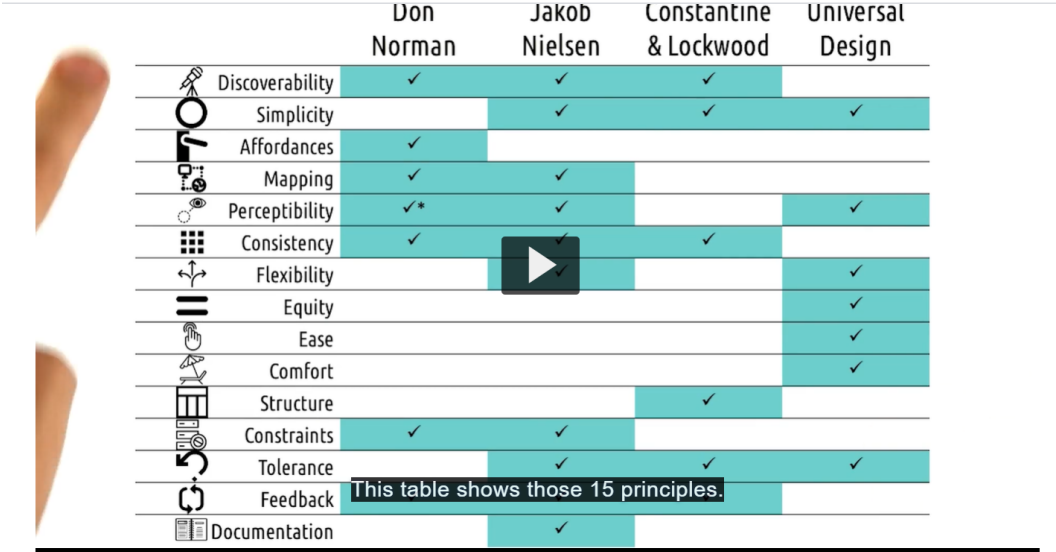 Don Norman Jakob Nielsen Constantine & Lockwood Universal Design
Discoverability ✓ ✓ ✓
Simplicity ✓ ✓ ✓
Affordances ✓
Mapping ✓ ✓
Perceptibility ✓* ✓ ✓
Consistency ✓ ✓ ✓
Flexibility ✓ ✓
Equity ✓
Ease ✓
Comfort ✓
Structure ✓
Constraints ✓ ✓
Tolerance ✓ ✓ ✓
This table shows those 15 principles.
Feedback
Documentation ✓